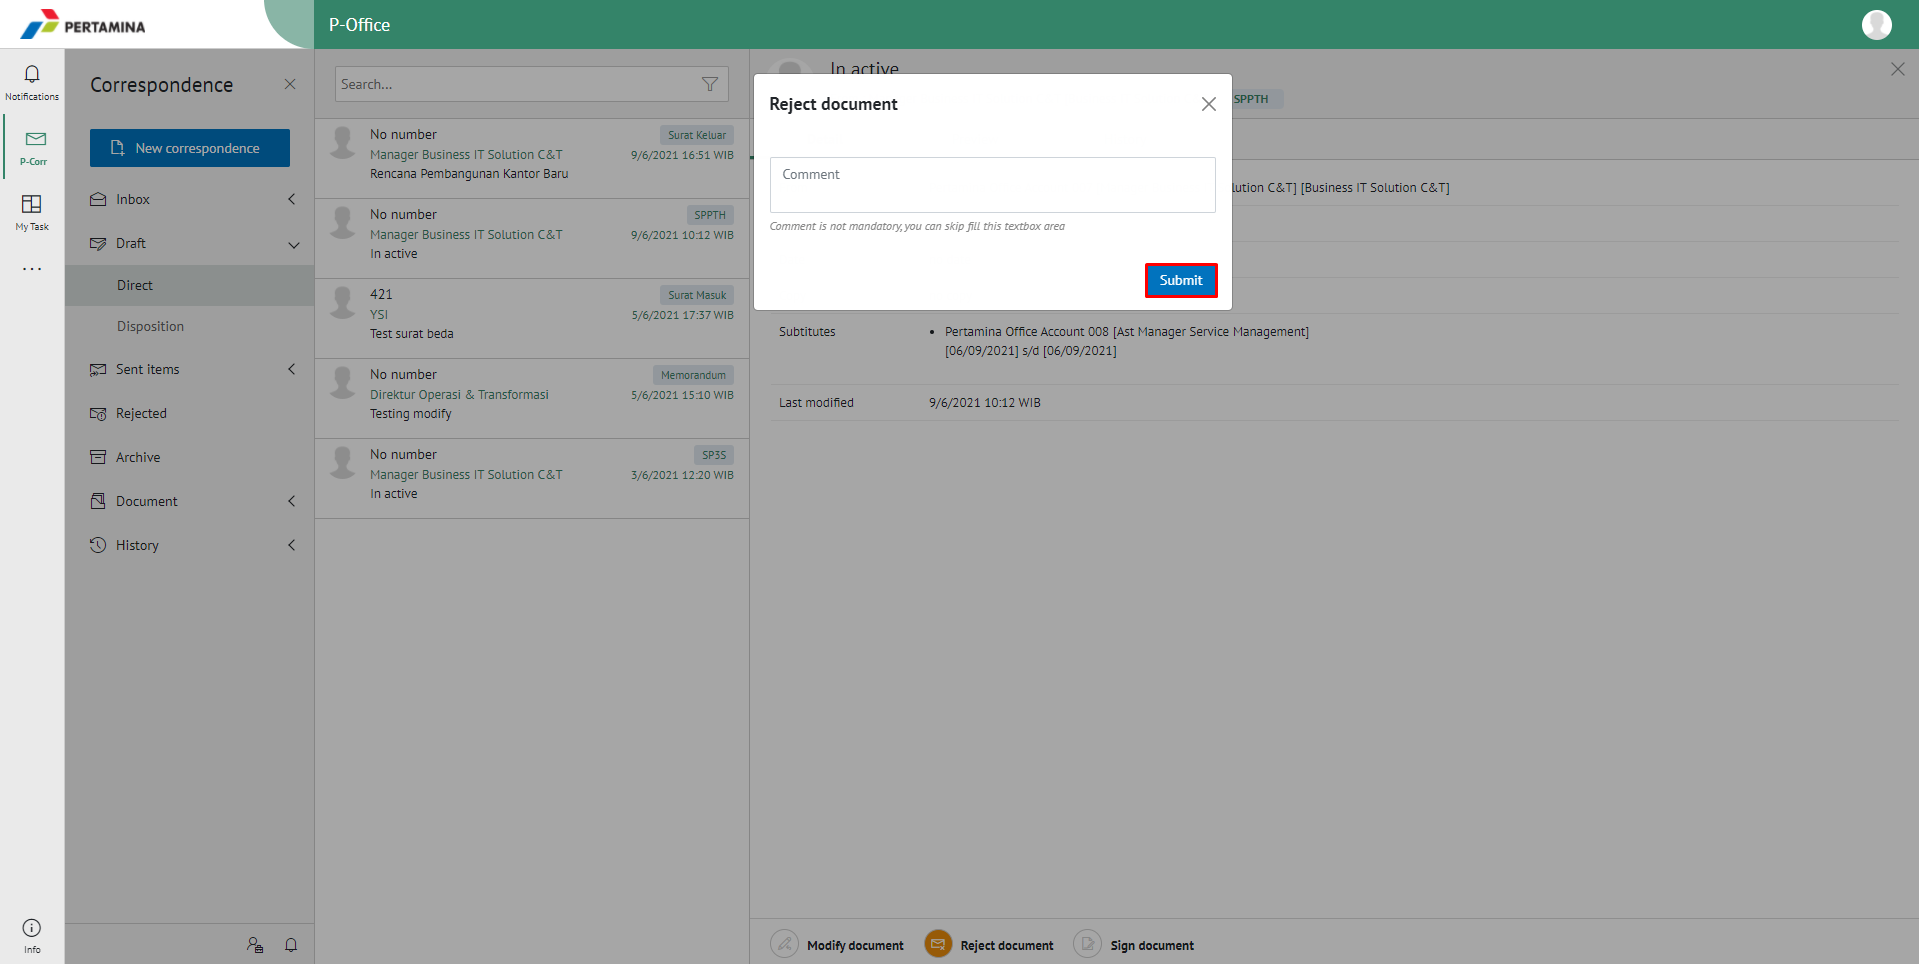 PERTAMINA
P-Office
Notifications
P-Corr
My Task
Info
Correspondence
New correspondence
Inbox
Draft
Direct
Disposition
Sent items
Rejected
Archive
Document
History
Search...
No number
Surat Keluar
Manager Business IT Solution C&T
9/6/2021 16:51 WIB
Rencana Pembangunan Kantor Baru
No number
SPPTH
Manager Business IT Solution C&T
9/6/2021 10:12 WIB
In active
421
Surat Masuk
YSI
5/6/2021 17:37 WIB
Test surat beda
No number
Memorandum
Direktur Operasi & Transformasi
5/6/2021 15:10 WIB
Testing modify
No number
SP3S
Manager Business IT Solution C&T
3/6/2021 12:20 WIB
In active
In active
SPPTH
Reject document
Comment
Comment is not mandatory, you can skip fill this textbox area
Submit
lution C&T] [Business IT Solution C&T]
Subtitutes
• Pertamina Office Account 008 [Ast Manager Service Management]
[06/09/2021] s/d [06/09/2021]
Last modified
9/6/2021 10:12 WIB
Modify document
Reject document
Sign document